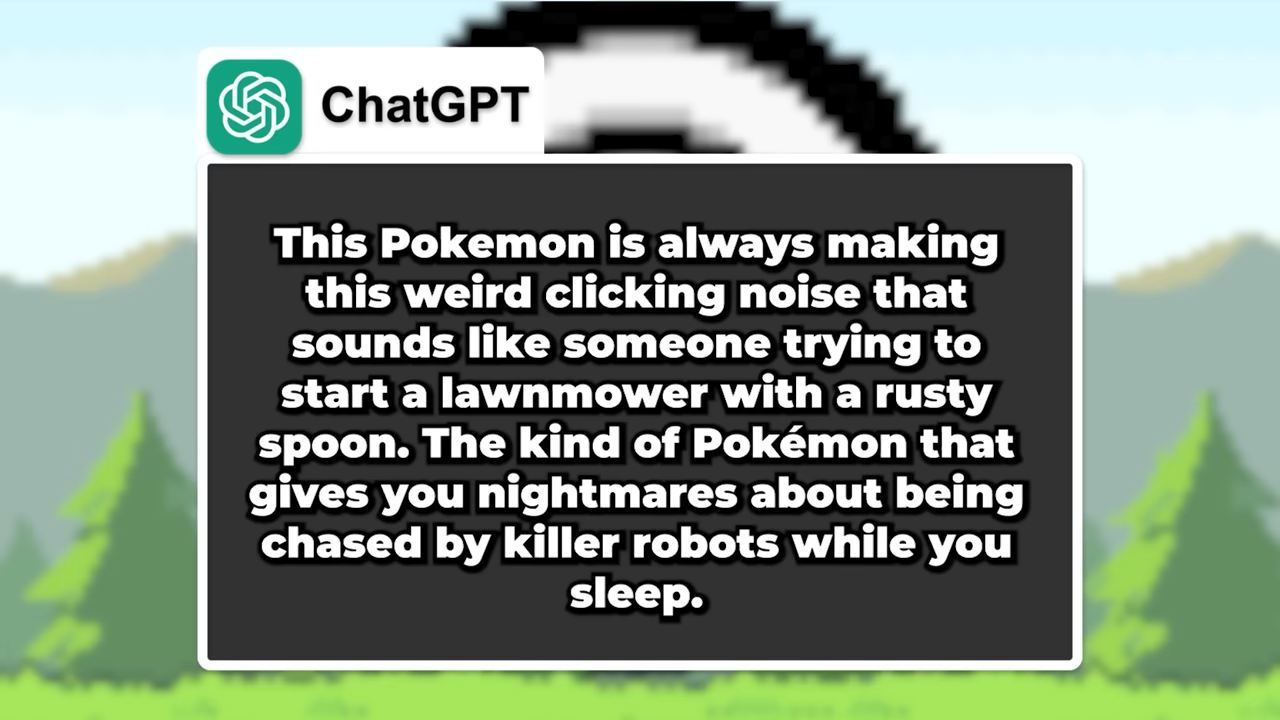 ChatGPT
This Pokemon is always making
this weird clicking noise that
sounds like someone trying to
start a lawnmower with a rusty
spoon. The kind of Pokémon that
gives you nightmares about being
chased by killer robots while you
sleep.